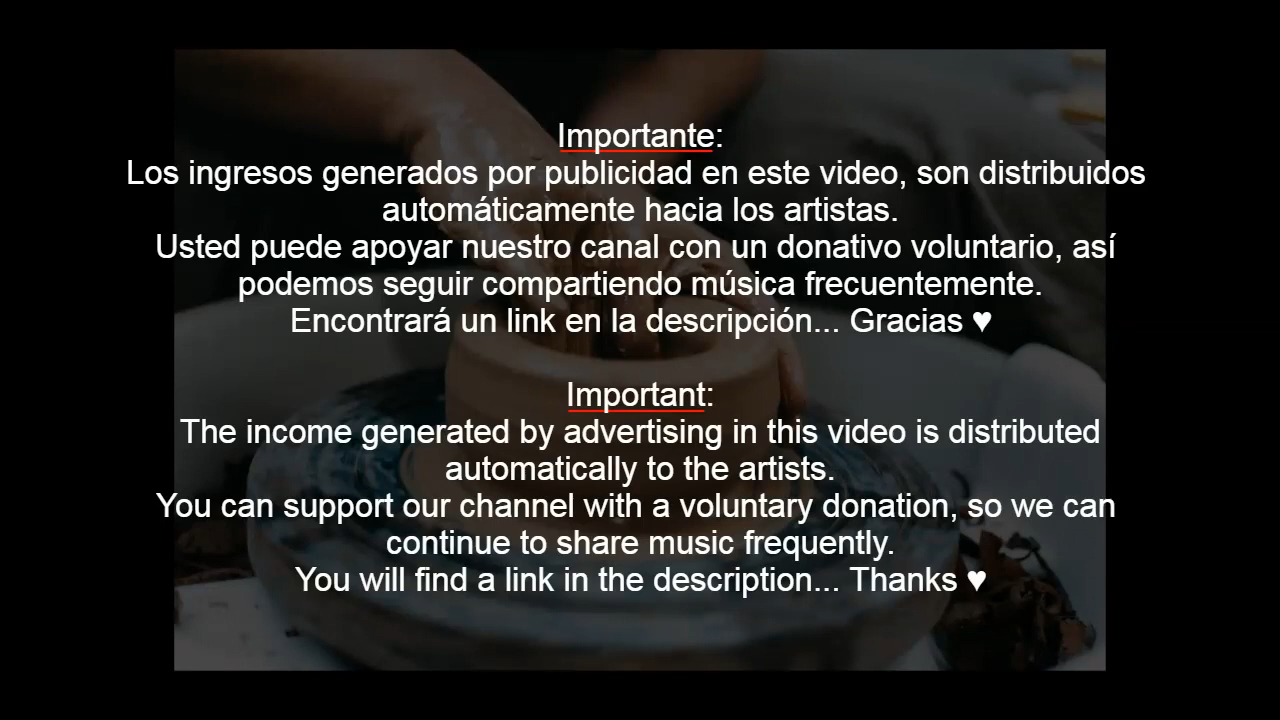 Importante:
Los ingresos generados por publicidad en este video, son distribuidos
automáticamente hacia los artistas.
Usted puede apoyar nuestro canal con un donativo voluntario, así
podemos seguir compartiendo música frecuentemente.
Encontrará un link en la descripción... Gracias ♥
Important:
The income generated by advertising in this video is distributed
automatically to the artists.
You can support our channel with a voluntary donation, so we can
continue to share music frequently.
You will find a link in the description... Thanks ♥